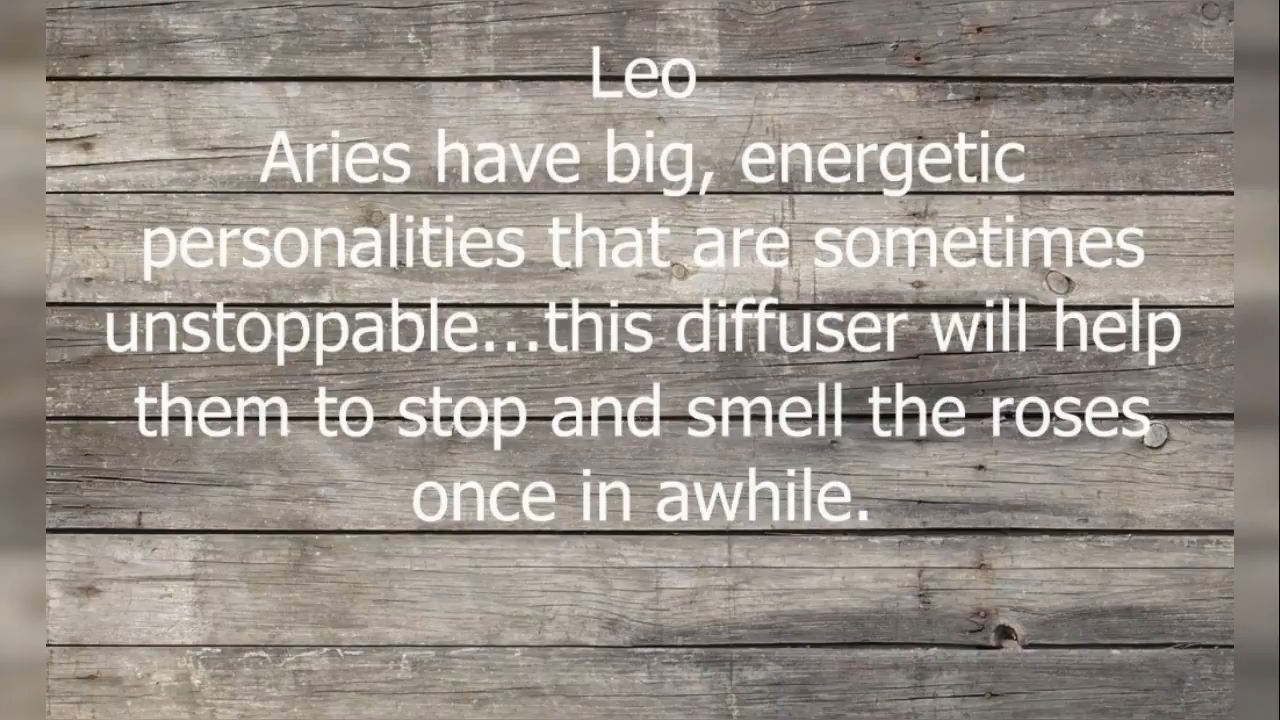 Leo
Aries have big, energetic
personalities that are sometimes
unstoppable...this diffuser will help
them to stop and smell the roses
once in awhile.